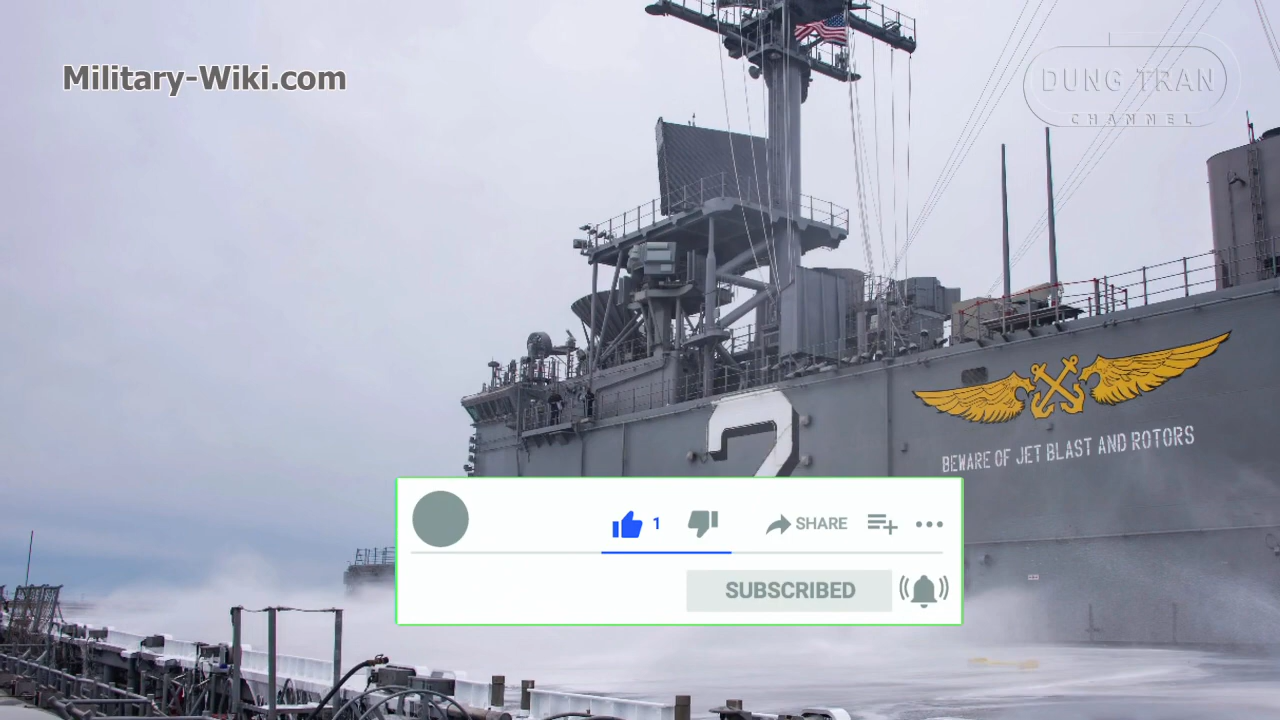 Military-Wiki.com
DUNG TRAN
CHANNEL
2
BEWARE OF JET BLAST AND ROTORS
1
SHARE
SUBSCRIBED